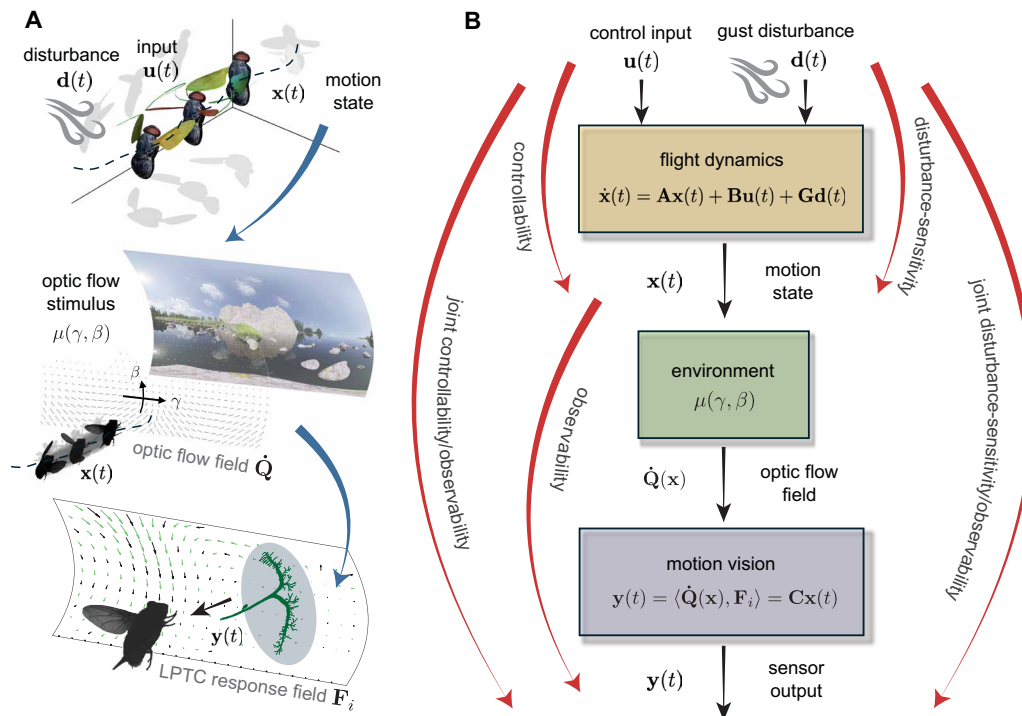 A
disturbance
d(t)
input
u(t)
x(t)
motion
state
optic flow
stimulus
μ(γ, β)
β
γ
x(t)
optic flow field Q̇
y(t)
LPTC response field F_i
B
control input
u(t)
gust disturbance
d(t)
flight dynamics
ẋ(t) = Ax(t) + Bu(t) + Gd(t)
controllability
disturbance-sensitivity
x(t)
motion
state
environment
μ(γ, β)
joint controllability/observability
observability
joint disturbance-sensitivity/observability
Q̇(x)
optic flow
field
motion vision
y(t) = ⟨Q̇(x), F_i⟩ = Cx(t)
y(t)
sensor
output